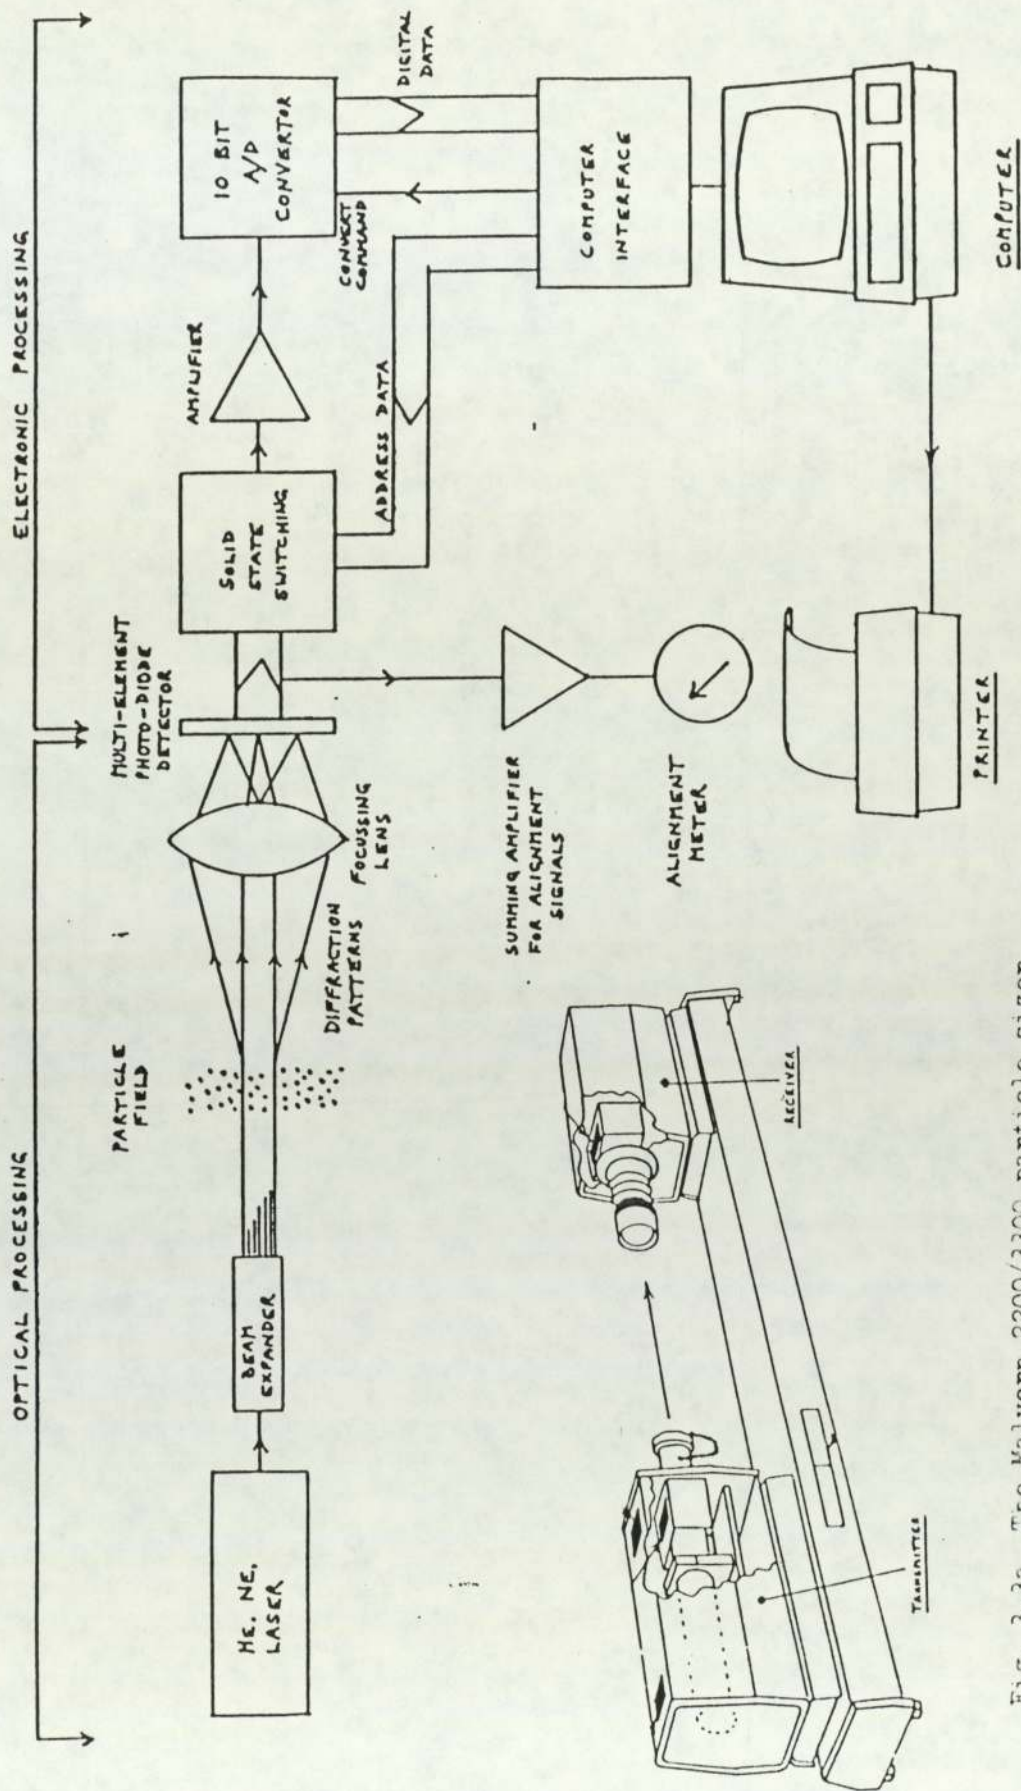 OPTICAL PROCESSING
ELECTRONIC PROCESSING
HE. NE.
LASER
BEAM
EXPANDER
PARTICLE
FIELD
DIFFRACTION
PATTERNS
FOCUSSING
LENS
MULTI-ELEMENT
PHOTO-DIODE
DETECTOR
SOLID
STATE
SWITCHING
AMPLIFIER
10 BIT
A/D
CONVERTOR
ADDRESS DATA
CONVERT
COMMAND
DIGITAL
DATA
SUMMING AMPLIFIER
FOR ALIGNMENT
SIGNALS
ALIGNMENT
METER
COMPUTER
INTERFACE
PRINTER
COMPUTER
TRANSMITTER
RECEIVER
Malvern 2200/3300 particle sizer